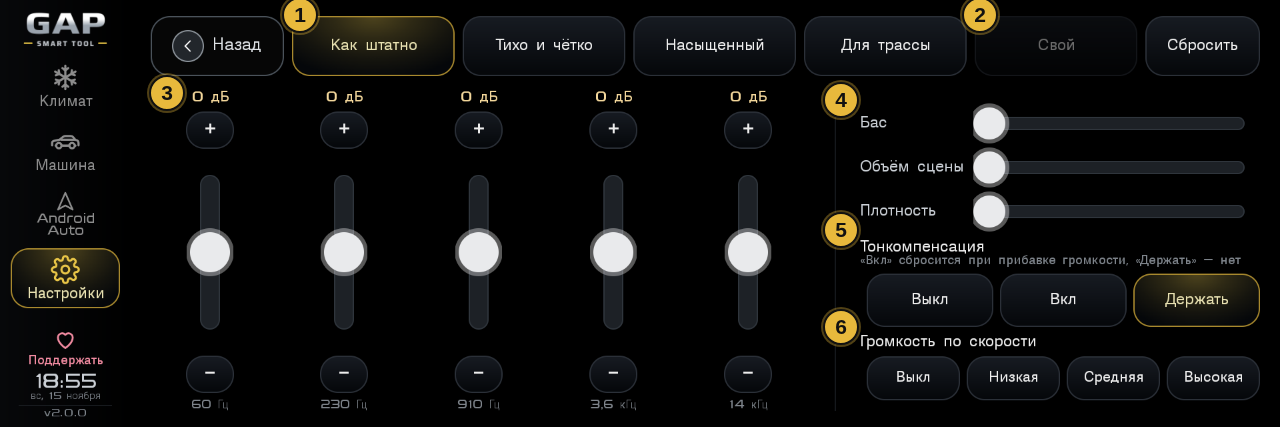 GAP
SMART TOOL
Климат
Машина
Android
Auto
Настройки
Поддержать
18:55
вс, 15 ноября
v2.0.0
1
2
Назад
Как штатно
Тихо и чётко
Насыщенный
Для трассы
Свой
Сбросить
3
0 дБ
0 дБ
0 дБ
0 дБ
0 дБ
+
+
+
+
+
−
−
−
−
−
60 Гц
230 Гц
910 Гц
3,6 кГц
14 кГц
4
Бас
Объём сцены
Плотность
5
Тонкомпенсация
«Вкл» сбросится при прибавке громкости, «Держать» — нет
Выкл
Вкл
Держать
6
Громкость по скорости
Выкл
Низкая
Средняя
Высокая